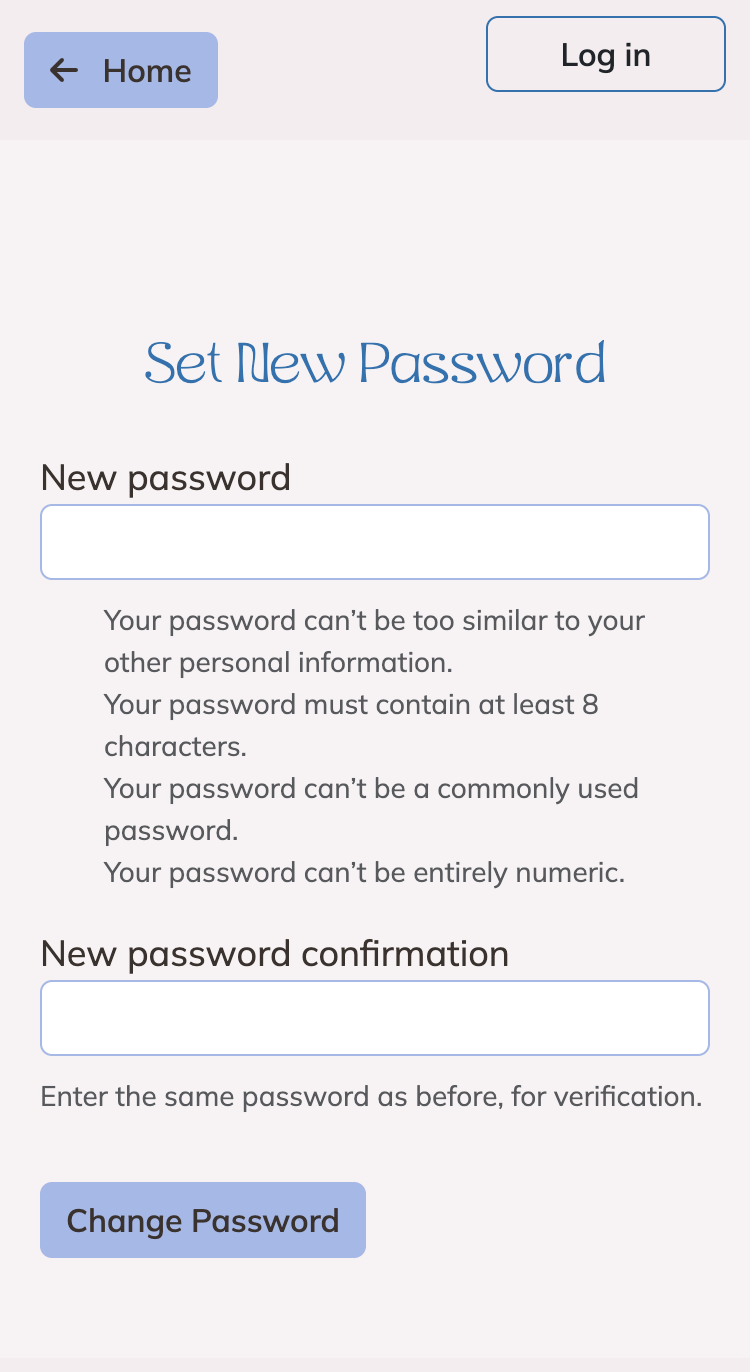 Home
Log in
Set New Password
New password
Your password can’t be too similar to your
other personal information.
Your password must contain at least 8
characters.
Your password can’t be a commonly used
password.
Your password can’t be entirely numeric.
New password confirmation
Enter the same password as before, for verification.
Change Password